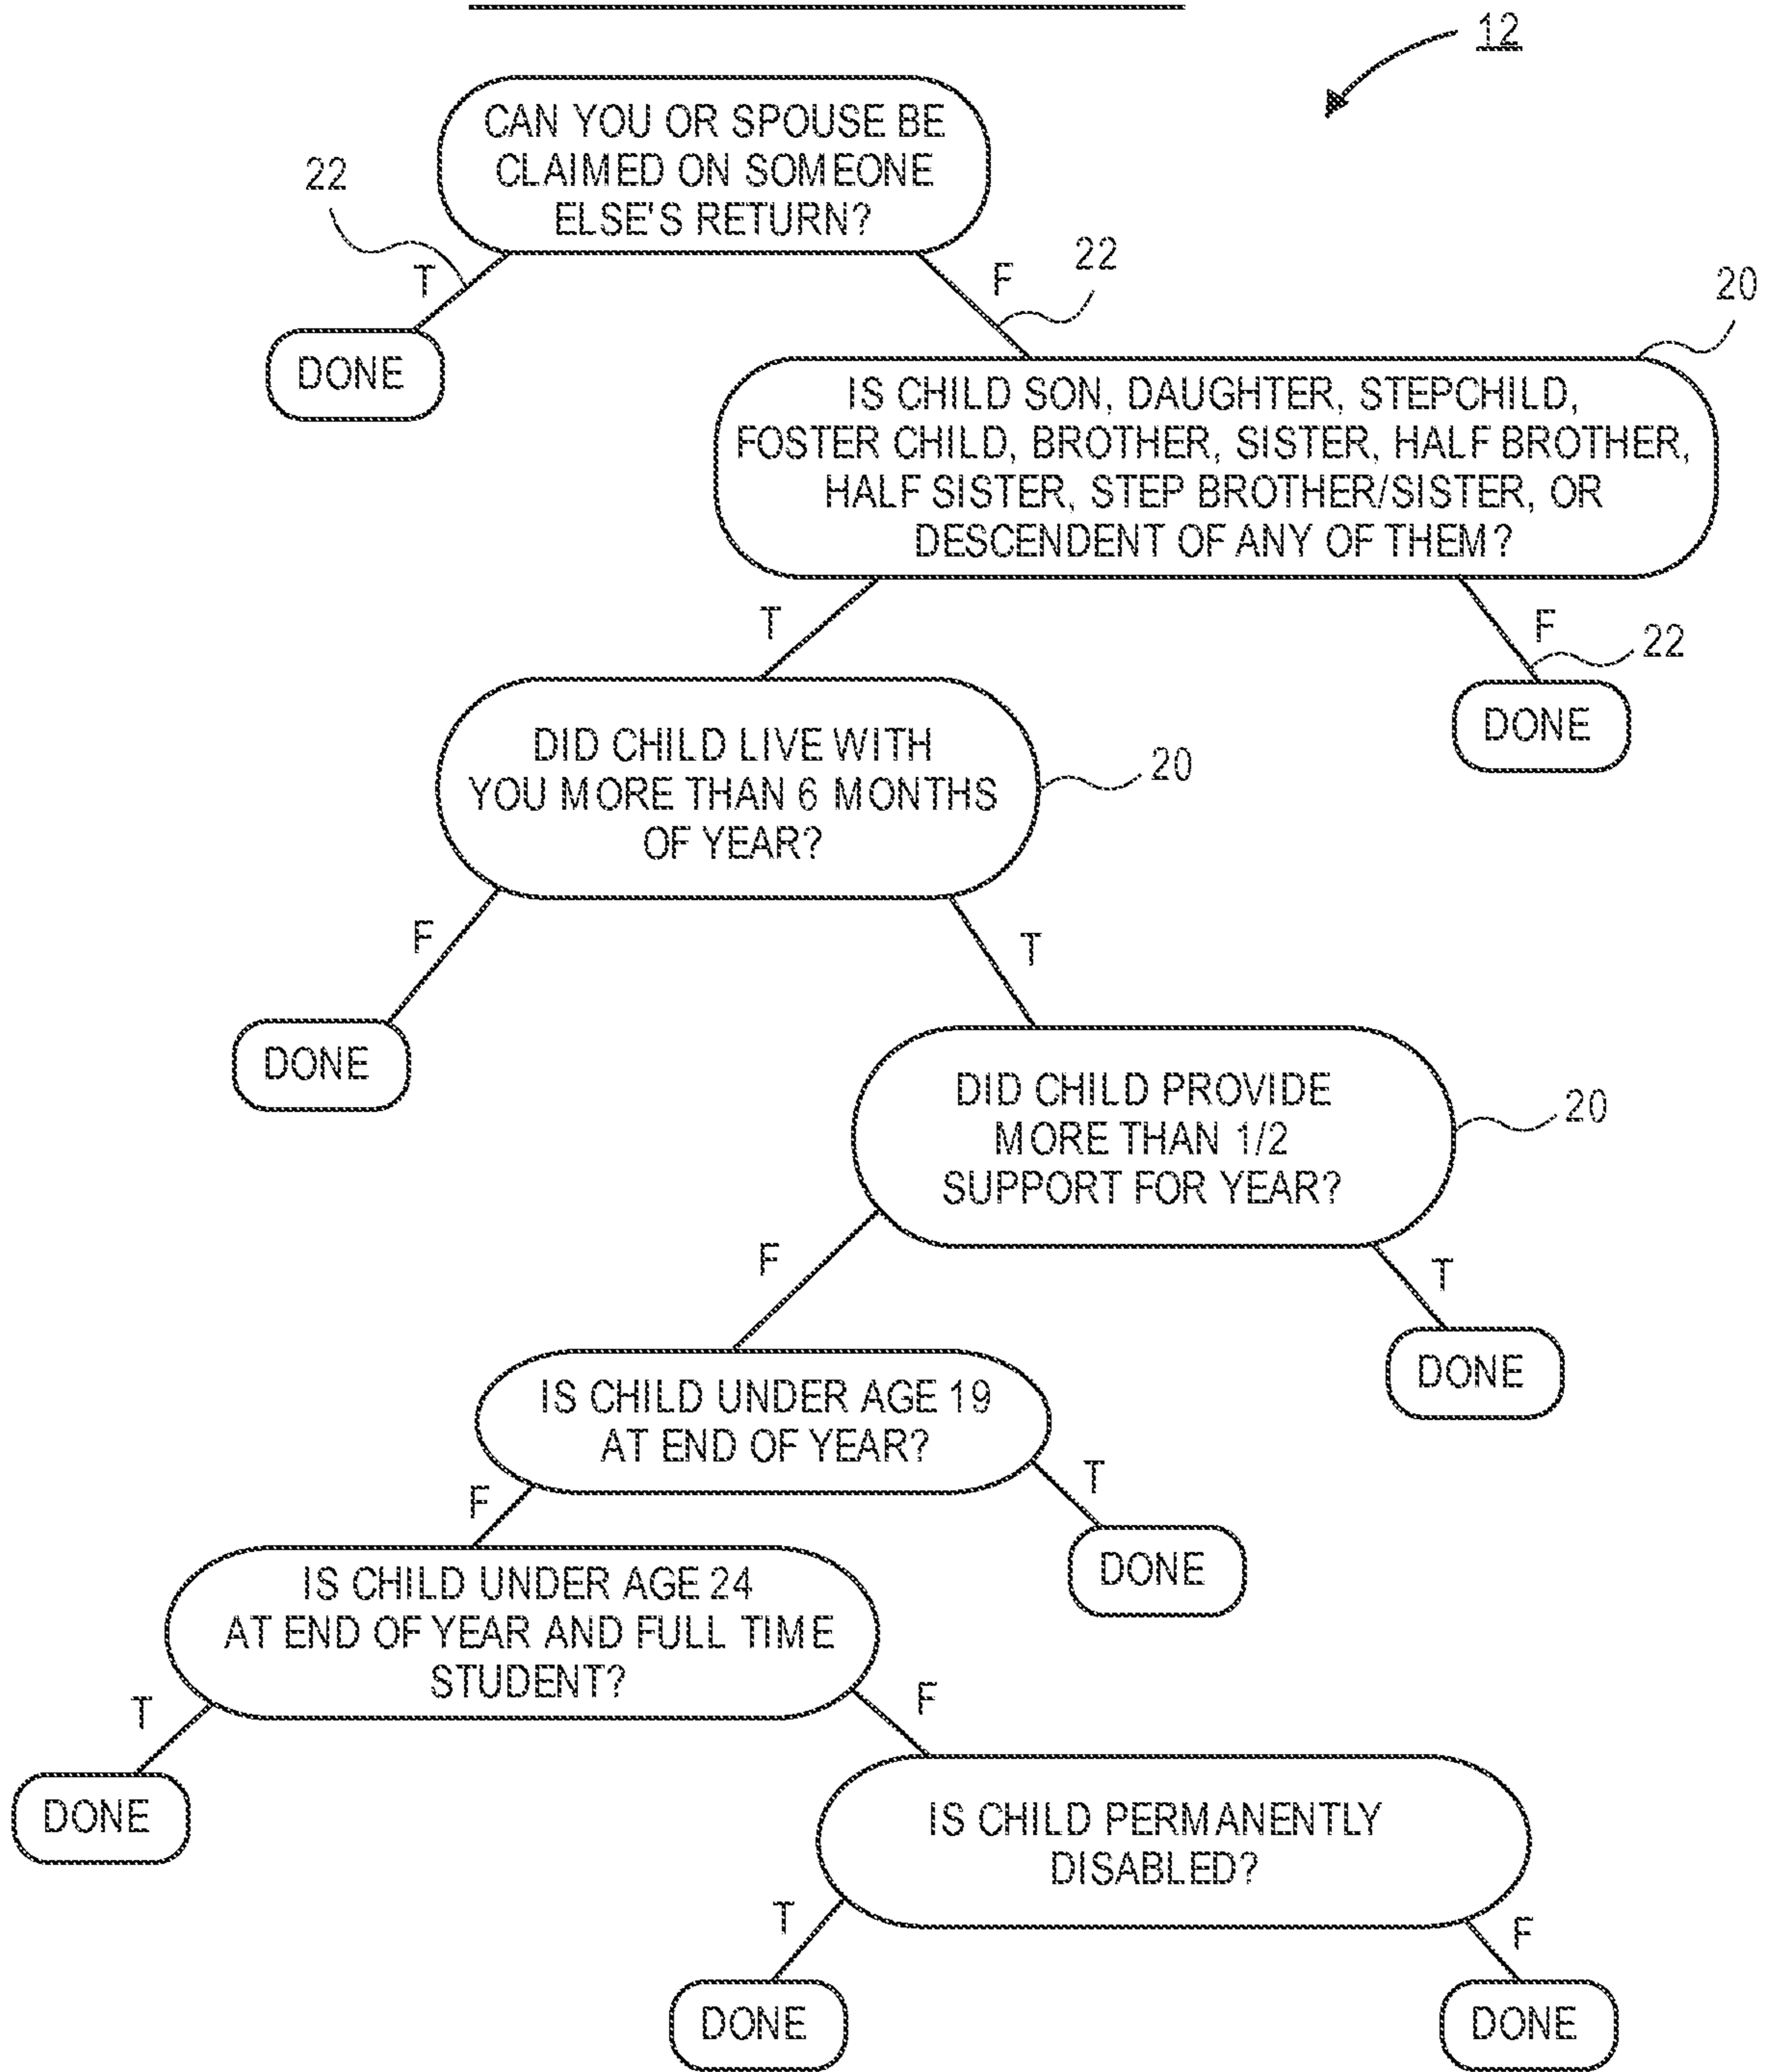 12
CAN YOU OR SPOUSE BE
CLAIMED ON SOMEONE
ELSE'S RETURN?
22
T
F
22
20
DONE
IS CHILD SON, DAUGHTER, STEPCHILD,
FOSTER CHILD, BROTHER, SISTER, HALF BROTHER,
HALF SISTER, STEP BROTHER/SISTER, OR
DESCENDENT OF ANY OF THEM?
T
F
22
DONE
DID CHILD LIVE WITH
YOU MORE THAN 6 MONTHS
OF YEAR?
20
F
T
DONE
DID CHILD PROVIDE
MORE THAN 1/2
SUPPORT FOR YEAR?
20
F
T
DONE
IS CHILD UNDER AGE 19
AT END OF YEAR?
F
T
DONE
IS CHILD UNDER AGE 24
AT END OF YEAR AND FULL TIME
STUDENT?
T
F
DONE
IS CHILD PERMANENTLY
DISABLED?
T
F
DONE
DONE